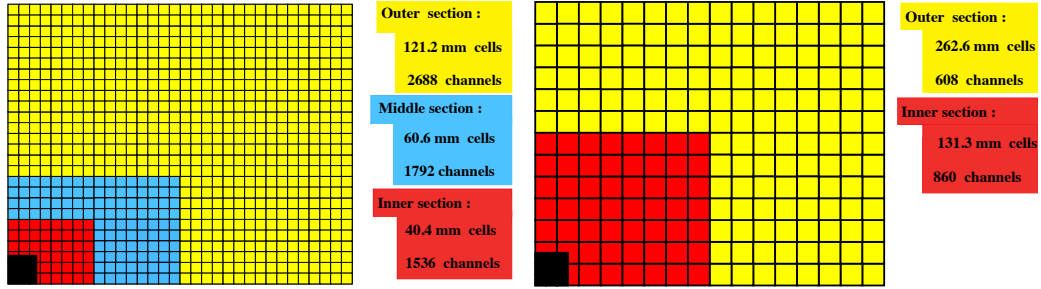 Outer section :
121.2 mm cells
2688 channels
Middle section :
60.6 mm cells
1792 channels
Inner section :
40.4 mm cells
1536 channels
Outer section :
262.6 mm cells
608 channels
Inner section :
131.3 mm cells
860 channels